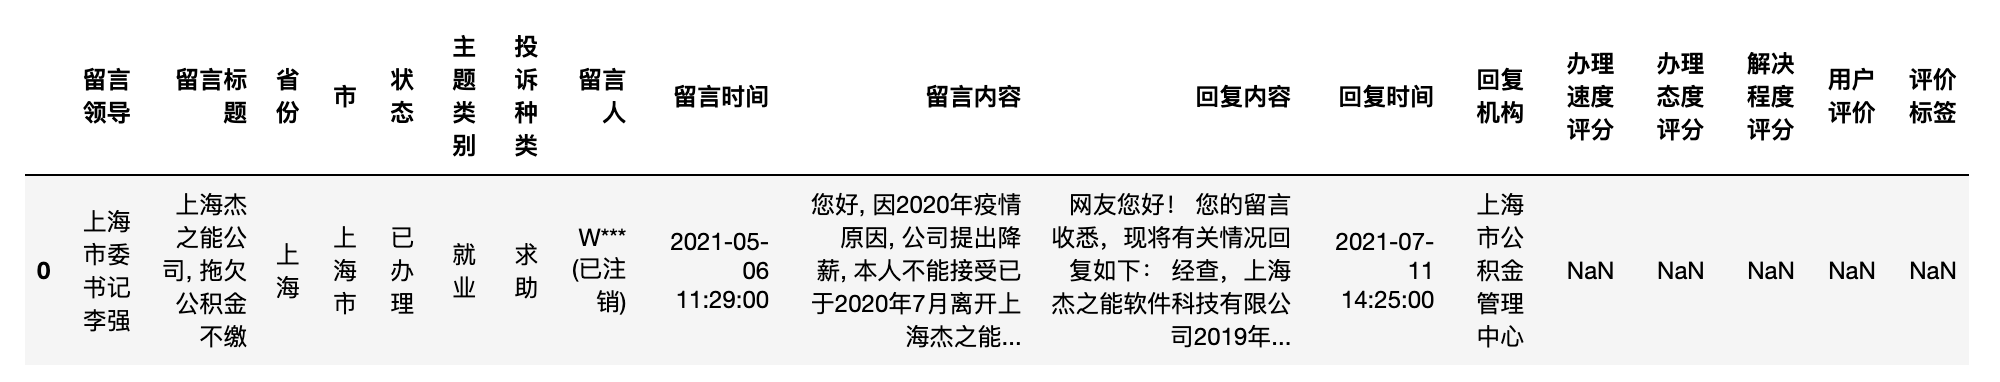 留言
领导
留言标
题
省
份
市
状
态
主
题
类
别
投
诉
种
类
留言
人
留言时间
留言内容
回复内容
回复时间
回复
机构
办理
速度
评分
办理
态度
评分
解决
程度
评分
用户
评价
评价
标签
0
上海
市委
书记
李强
上海杰
之能公
司, 拖欠
公积金
不缴
上
海
上
海
市
已
办
理
就
业
求
助
W***
(已注
销)
2021-05-
06
11:29:00
您好, 因2020年疫情
原因, 公司提出降
薪, 本人不能接受已
于2020年7月离开上
海杰之能...
网友您好！ 您的留言
收悉，现将有关情况回
复如下： 经查，上海
杰之能软件科技有限公
司2019年...
2021-07-
11
14:25:00
上海
市公
积金
管理
中心
NaN
NaN
NaN
NaN
NaN